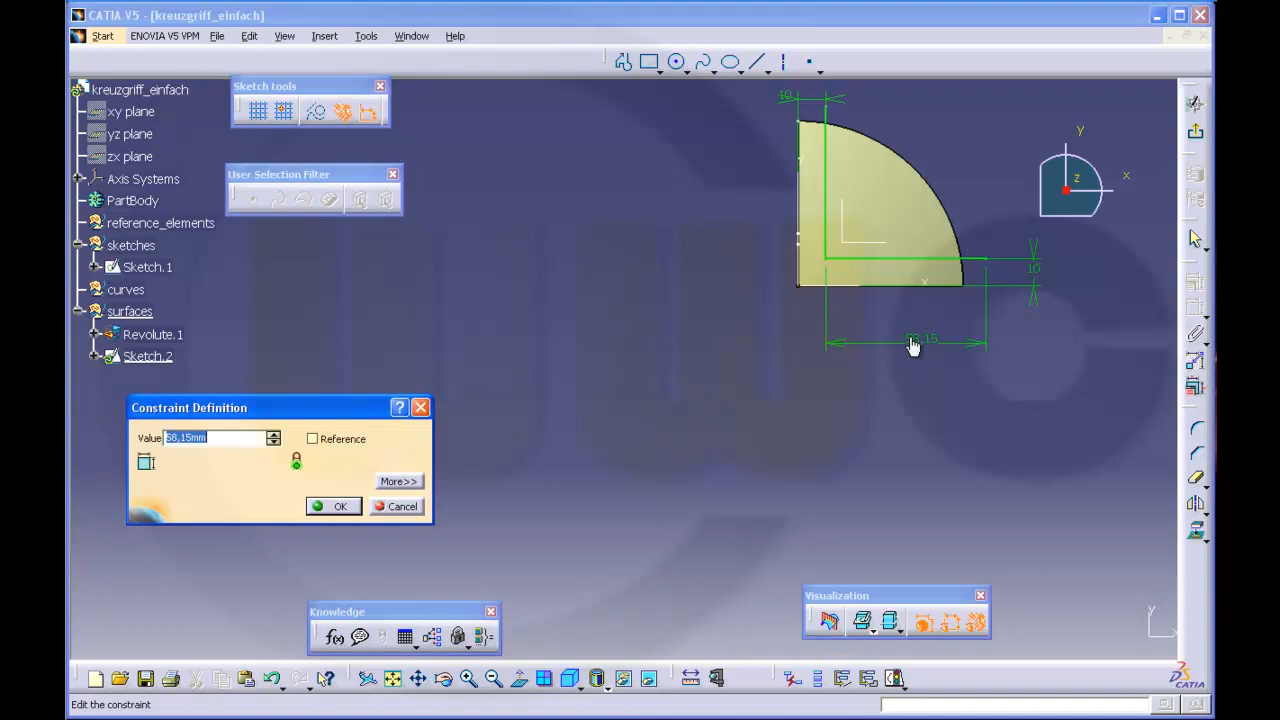 CATIA V5 - [kreuzgriff_einfach]
Start ENOVIA V5 VPM File Edit View Insert Tools Window Help
kreuzgriff_einfach
xy plane
yz plane
zx plane
Axis Systems
PartBody
reference_elements
sketches
Sketch.1
curves
surfaces
Revolute.1
Sketch.2
Sketch tools
User Selection Filter
10
y
x
z
y
x
10
Constraint Definition
Value 58,15mm
Reference
More>>
OK Cancel
Knowledge
f(x)
Visualization
y
x
CATIA
Edit the constraint